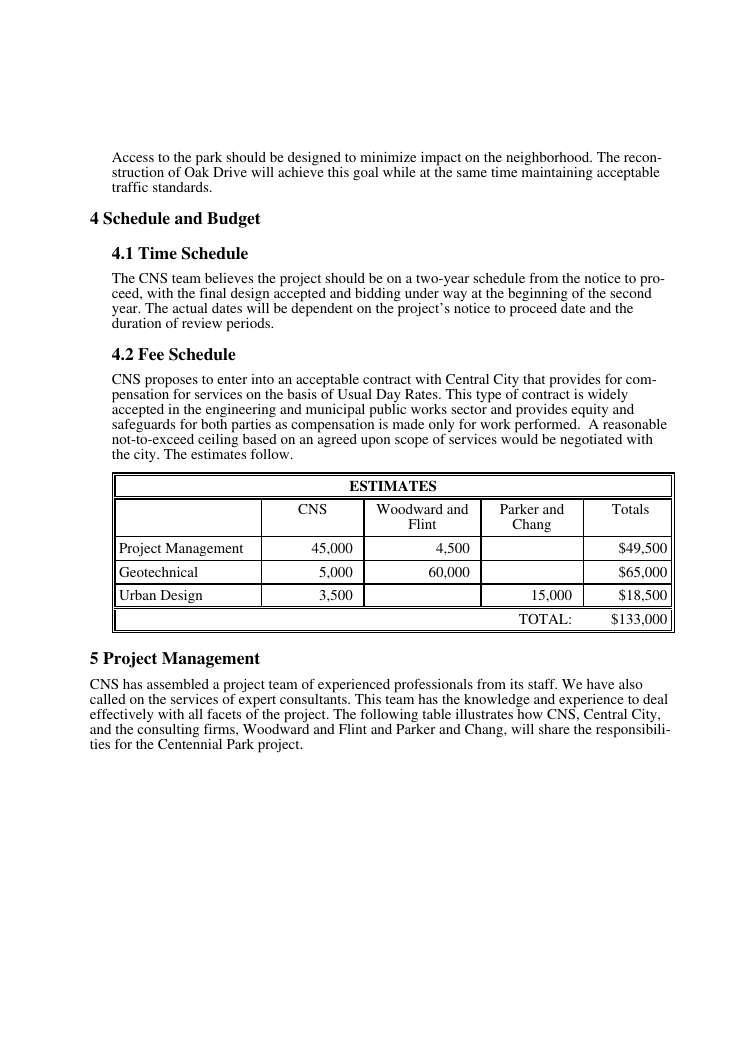 Access to the park should be designed to minimize impact on the neighborhood. The recon-
struction of Oak Drive will achieve this goal while at the same time maintaining acceptable
traffic standards.
4 Schedule and Budget
4.1 Time Schedule
The CNS team believes the project should be on a two-year schedule from the notice to pro-
ceed, with the final design accepted and bidding under way at the beginning of the second
year. The actual dates will be dependent on the project's notice to proceed date and the
duration of review periods.
4.2 Fee Schedule
CNS proposes to enter into an acceptable contract with Central City that provides for com-
pensation for services on the basis of Usual Day Rates. This type of contract is widely
accepted in the engineering and municipal public works sector and provides equity and
safeguards for both parties as compensation is made only for work performed.  A reasonable
not-to-exceed ceiling based on an agreed upon scope of services would be negotiated with
the city. The estimates follow.
ESTIMATES
CNS Woodward and Flint Parker and Chang Totals
Project Management 45,000 4,500 $49,500
Geotechnical 5,000 60,000 $65,000
Urban Design 3,500 15,000 $18,500
TOTAL: $133,000
5 Project Management
CNS has assembled a project team of experienced professionals from its staff. We have also
called on the services of expert consultants. This team has the knowledge and experience to deal
effectively with all facets of the project. The following table illustrates how CNS, Central City,
and the consulting firms, Woodward and Flint and Parker and Chang, will share the responsibili-
ties for the Centennial Park project.